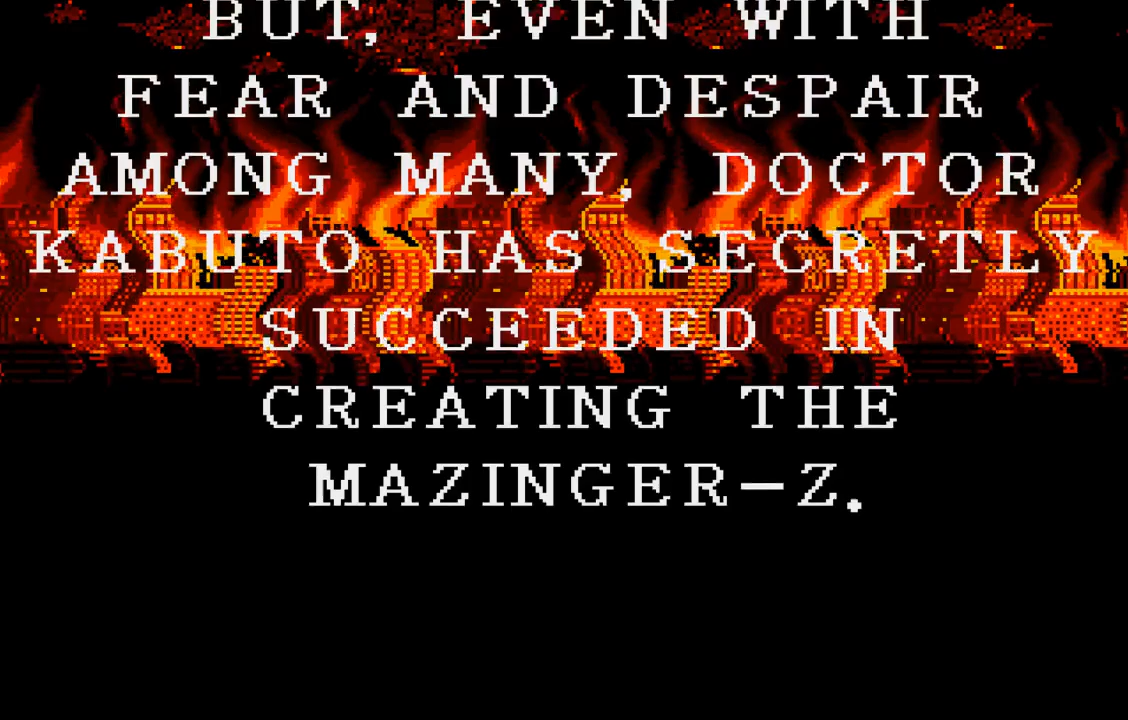 BUT, EVEN WITH
FEAR AND DESPAIR
AMONG MANY, DOCTOR
KABUTO HAS SECRETLY
SUCCEEDED IN
CREATING THE
MAZINGER-Z.